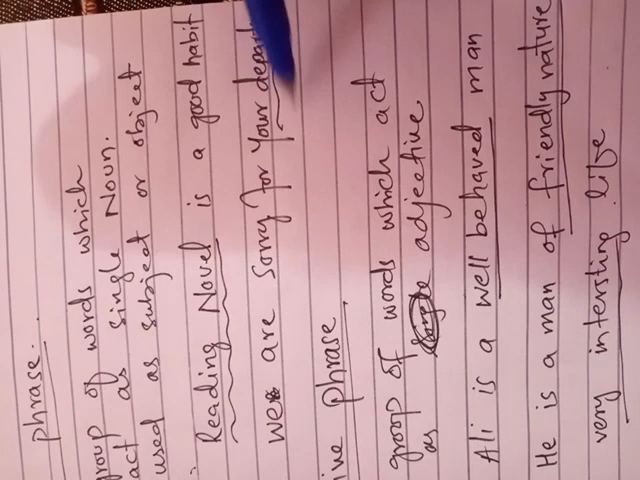 phrase.
group of words which
act as single Noun.
used as subject or object
Reading Novel is a good habit
we are sorry for your depar
ive phrase
group of words which act
as adjective
Ali is a well behaved man
He is a man of friendly nature
very intersting life